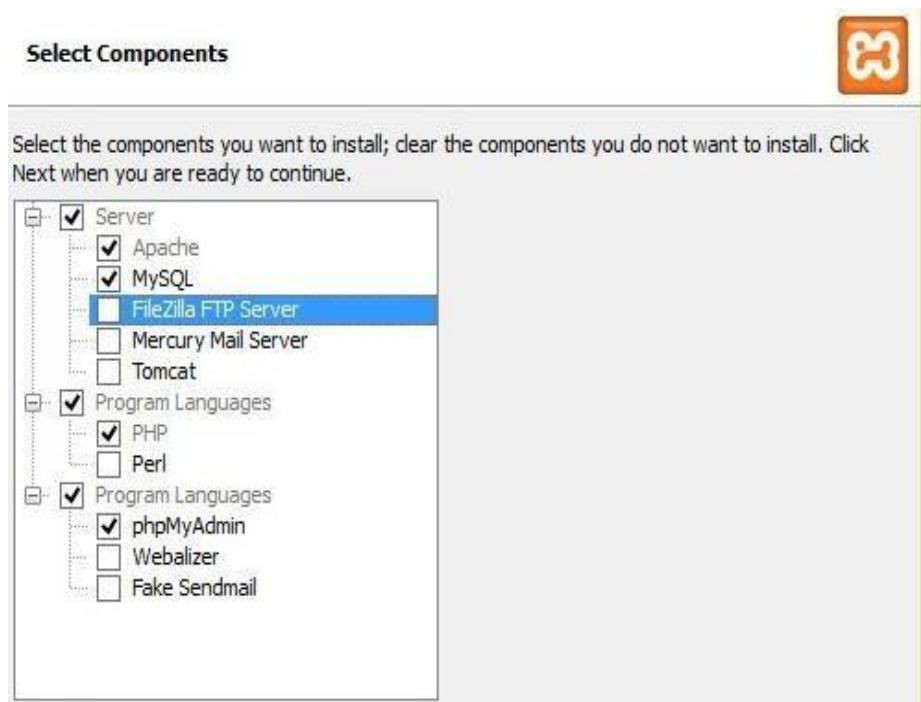 Select Components
Select the components you want to install; clear the components you do not want to install. Click
Next when you are ready to continue.
Server
Apache
MySQL
FileZilla FTP Server
Mercury Mail Server
Tomcat
Program Languages
PHP
Perl
Program Languages
phpMyAdmin
Webalizer
Fake Sendmail